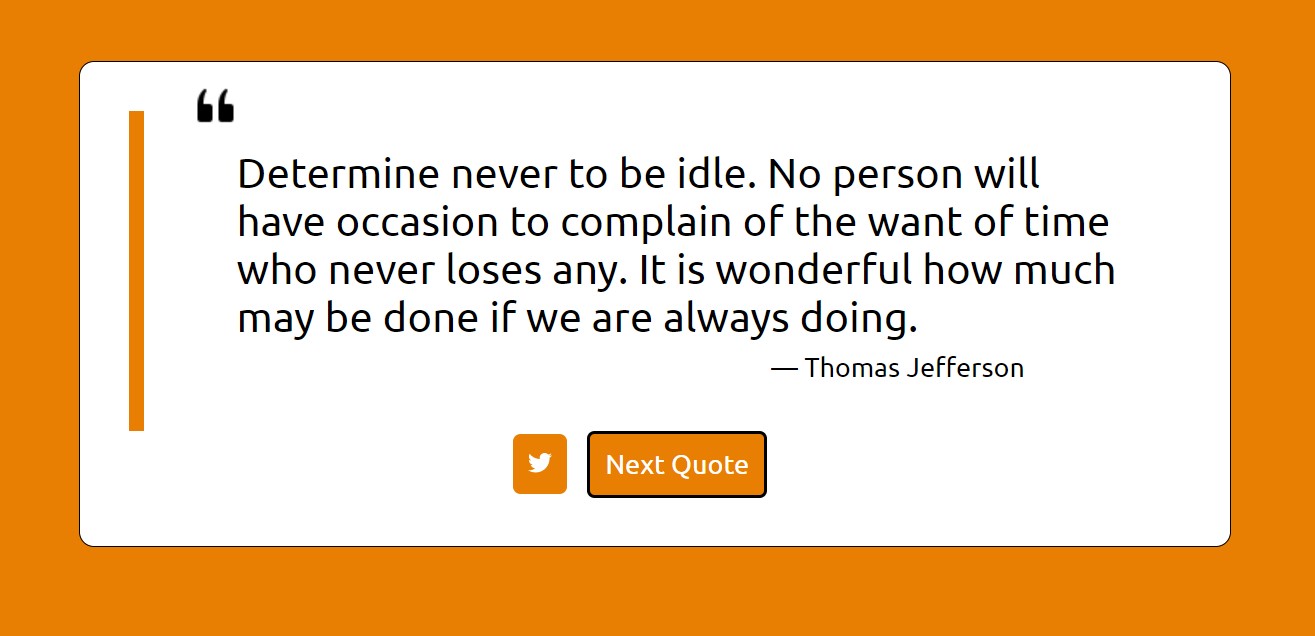 ❝
Determine never to be idle. No person will
have occasion to complain of the want of time
who never loses any. It is wonderful how much
may be done if we are always doing.
— Thomas Jefferson
Next Quote